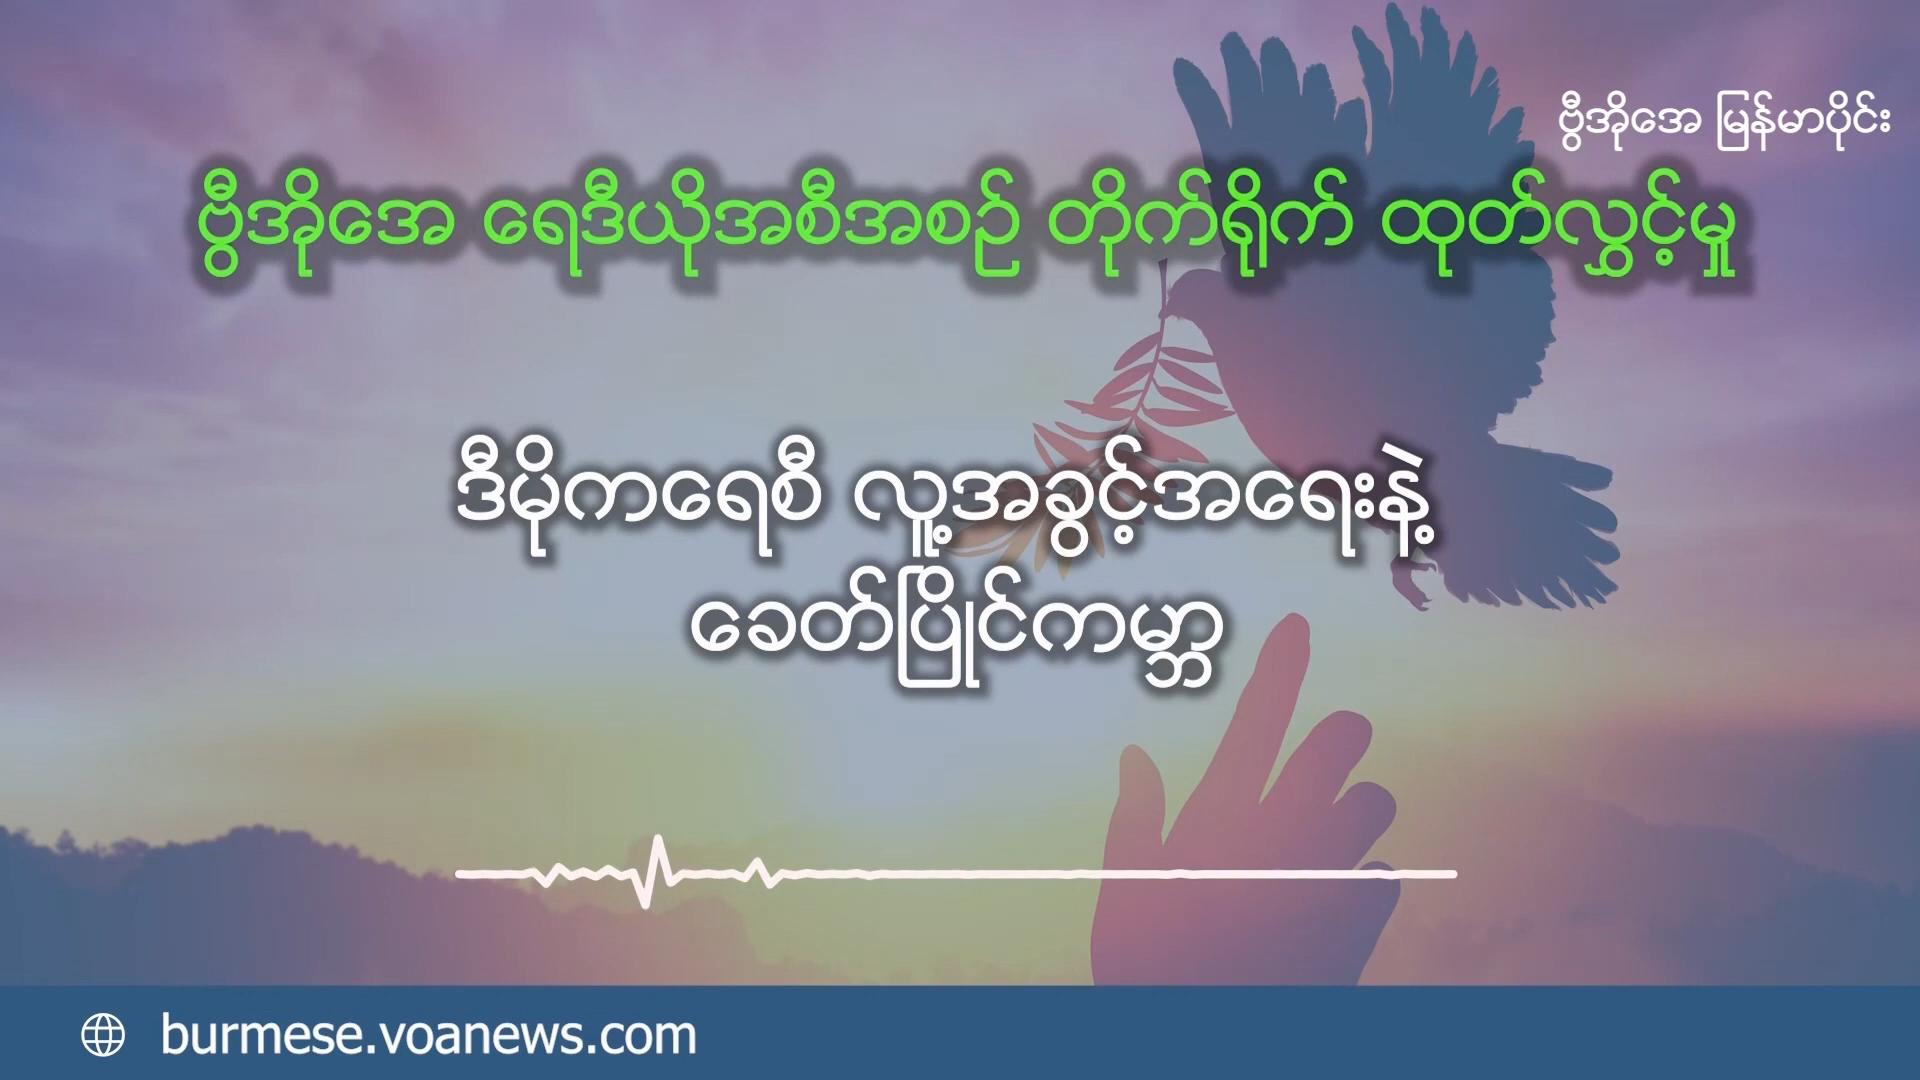 ဗွီအိုအေ မြန်မာပိုင်း
ဗွီအိုအေ ရေဒီယိုအစီအစဉ် တိုက်ရိုက် ထုတ်လွှင့်မှု
ဒီမိုကရေစီ လူ့အခွင့်အရေးနဲ့
ခေတ်ပြိုင်ကမ္ဘာ
burmese.voanews.com